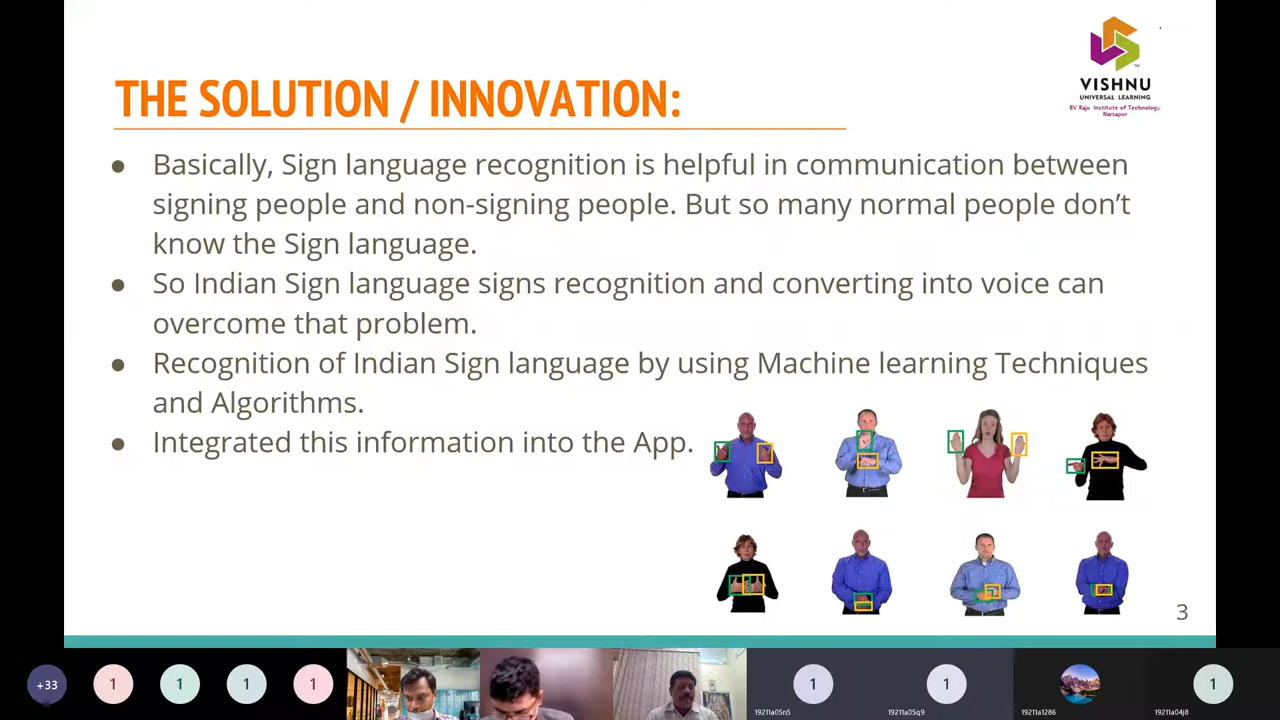 VISHNU
UNIVERSAL LEARNING
BV Raju Institute of Technology
Narsapur
THE SOLUTION / INNOVATION:
● Basically, Sign language recognition is helpful in communication between
signing people and non-signing people. But so many normal people don’t
know the Sign language.
● So Indian Sign language signs recognition and converting into voice can
overcome that problem.
● Recognition of Indian Sign language by using Machine learning Techniques
and Algorithms.
● Integrated this information into the App.
3
+33
1
1
1
1
1
1
1
19211a05n5
19211a05q9
19211a1286
19211a04j8